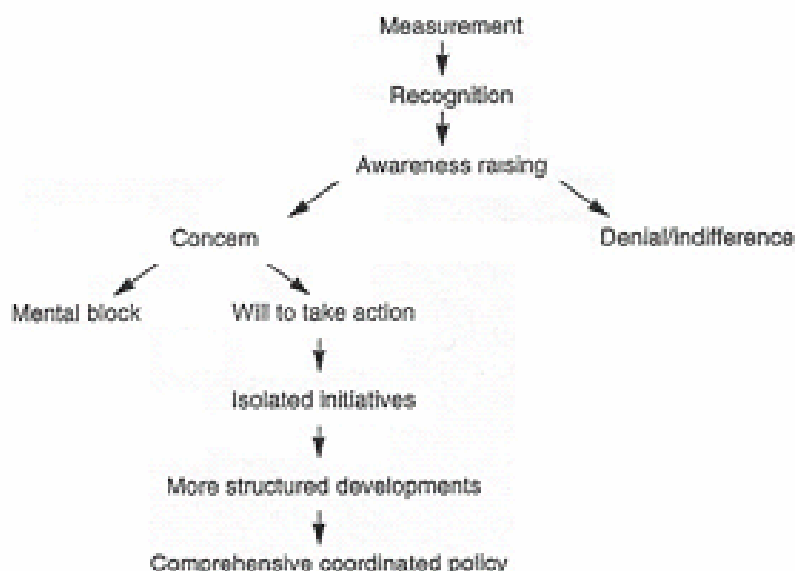 Measurement
Recognition
Awareness raising
Concern
Denial/indifference
Mental block
Will to take action
Isolated initiatives
More structured developments
Comprehensive coordinated policy